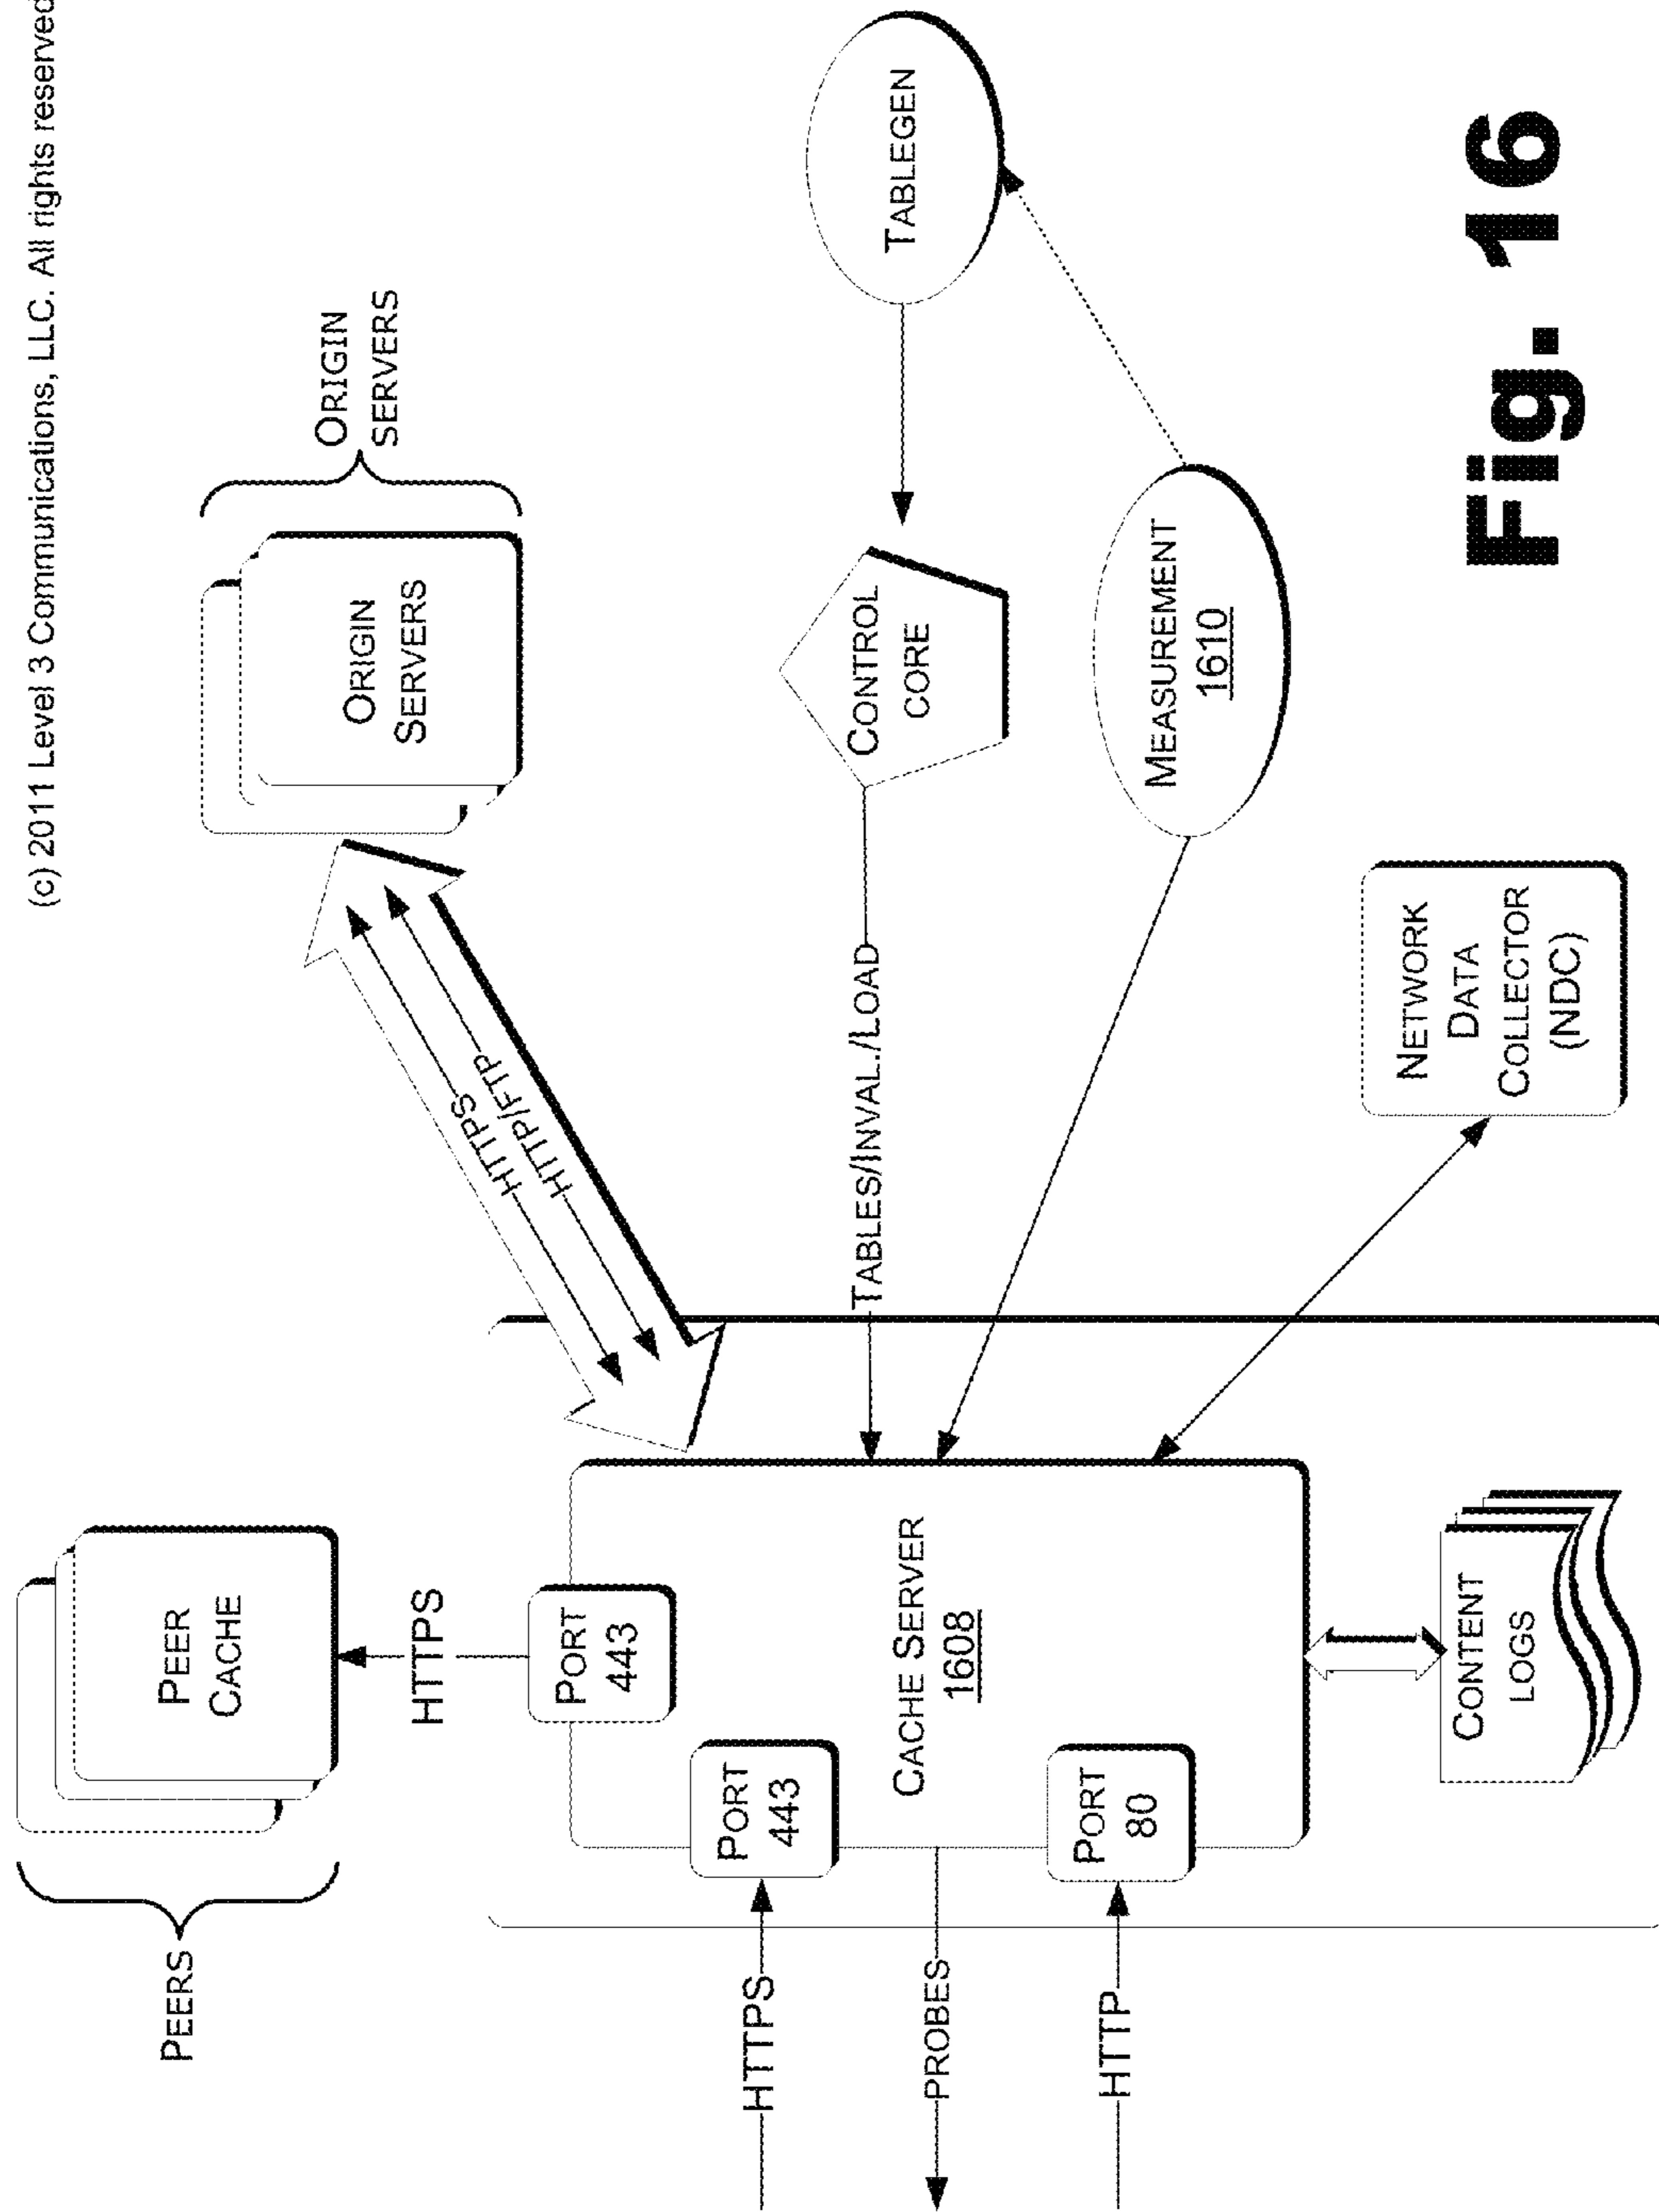 (c) 2011 Level 3 Communications, LLC. All rights reserved
PEERS
PEER
CACHE
HTTPS
ORIGIN
SERVERS
ORIGIN
SERVERS
HTTPS
HTTP/FTP
HTTPS
PORT
443
PORT
443
PROBES
CACHE SERVER
1608
HTTP
PORT
80
TABLES/INVAL./LOAD
CONTROL
CORE
TABLEGEN
MEASUREMENT
1610
CONTENT
LOGS
NETWORK
DATA
COLLECTOR
(NDC)
Fig. 16